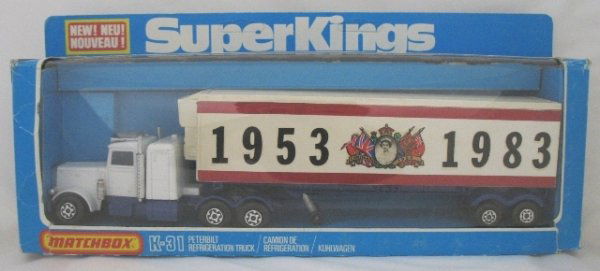 NEW! NEU!
NOUVEAU!
SuperKings
1953 1983
MATCHBOX K-31 PETERBILT REFRIGERATION TRUCK / CAMION DE REFRIGERATION / KUHLWAGEN